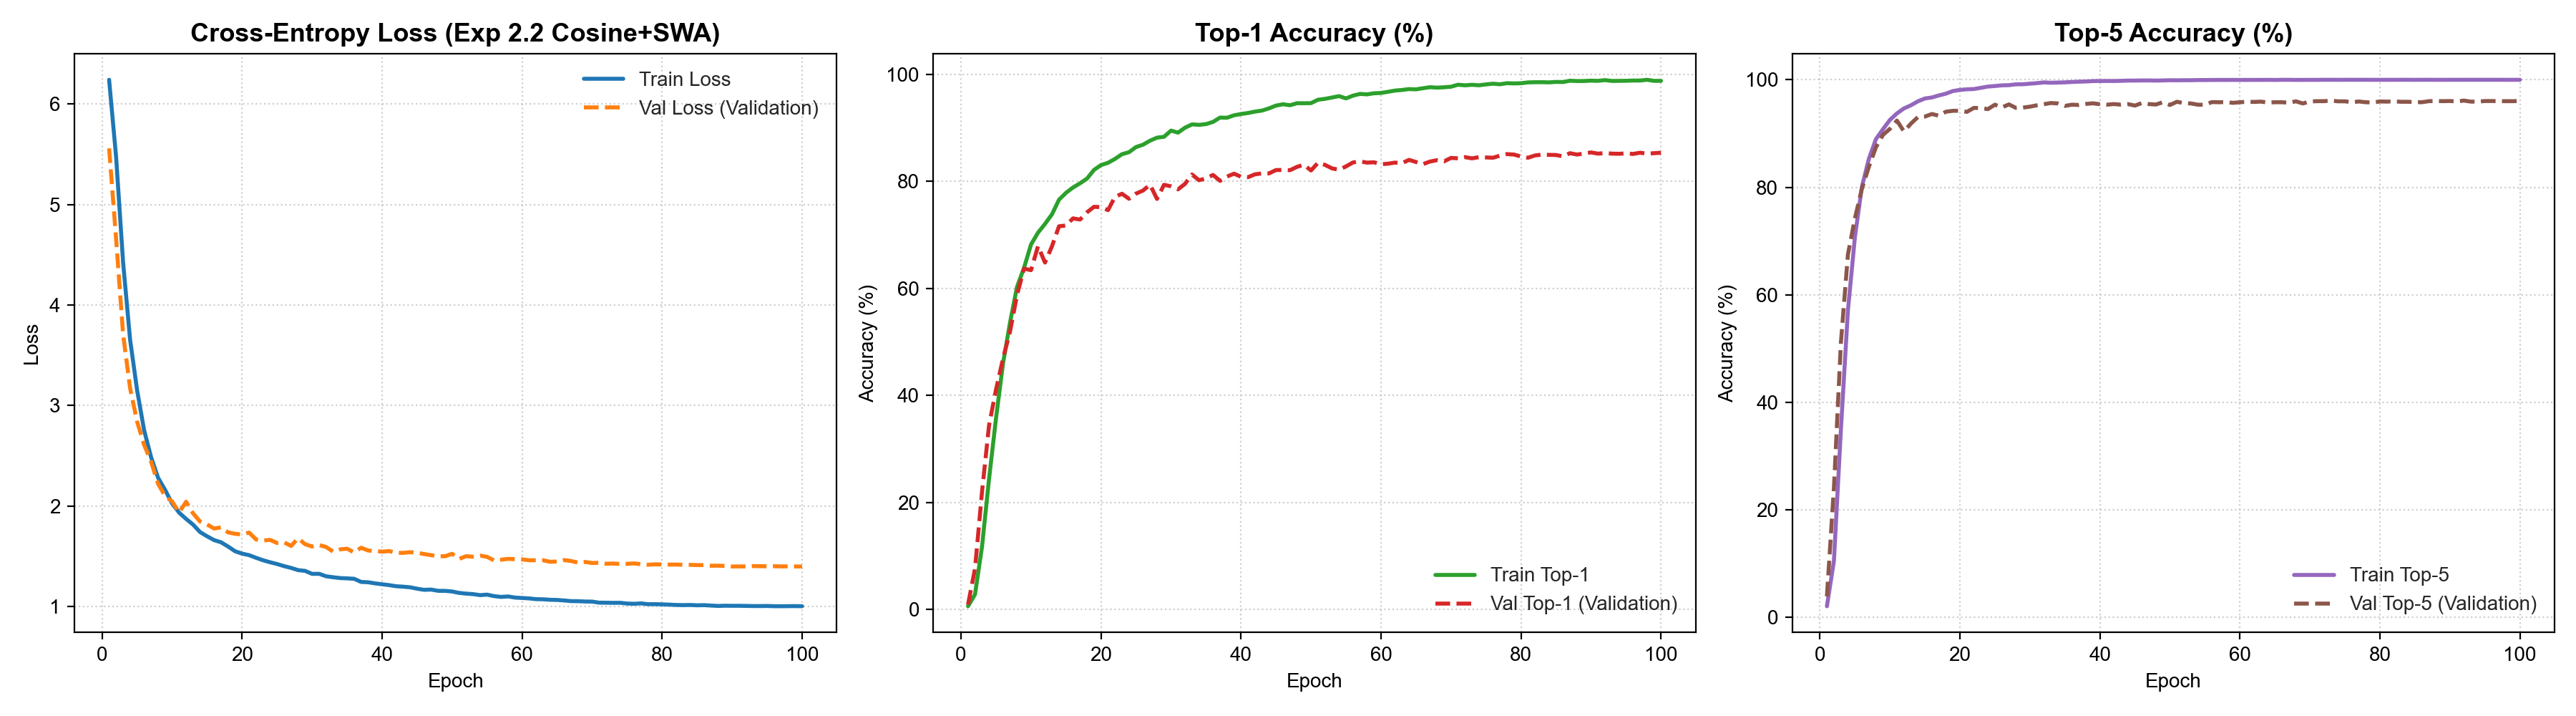 Cross-Entropy Loss (Exp 2.2 Cosine+SWA)
Train Loss
Val Loss (Validation)
6
5
4
3
2
1
Loss
0 20 40 60 80 100
Epoch
Top-1 Accuracy (%)
100
80
60
40
20
0
Accuracy (%)
Train Top-1
Val Top-1 (Validation)
0 20 40 60 80 100
Epoch
Top-5 Accuracy (%)
100
80
60
40
20
0
Accuracy (%)
Train Top-5
Val Top-5 (Validation)
0 20 40 60 80 100
Epoch